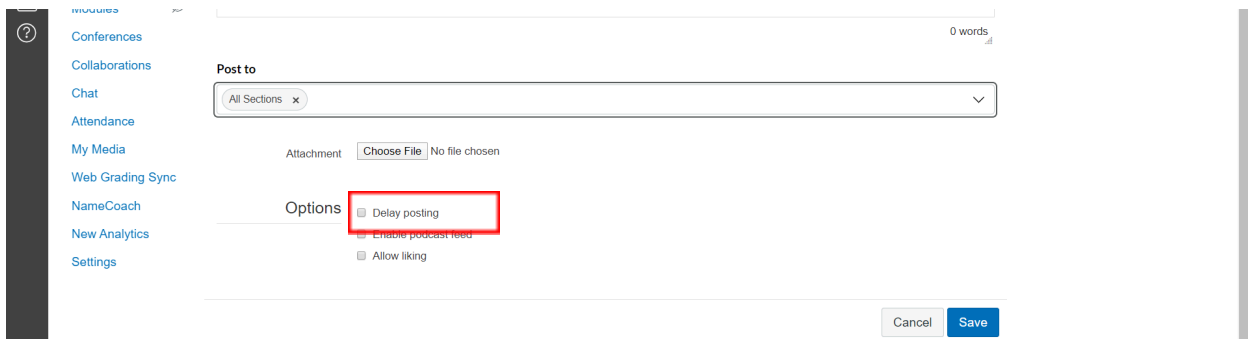 Modules
Conferences
0 words
Collaborations
Post to
Chat
All Sections x
Attendance
My Media
Attachment Choose File No file chosen
Web Grading Sync
NameCoach
Options Delay posting
New Analytics
Enable podcast feed
Settings
Allow liking
Cancel Save